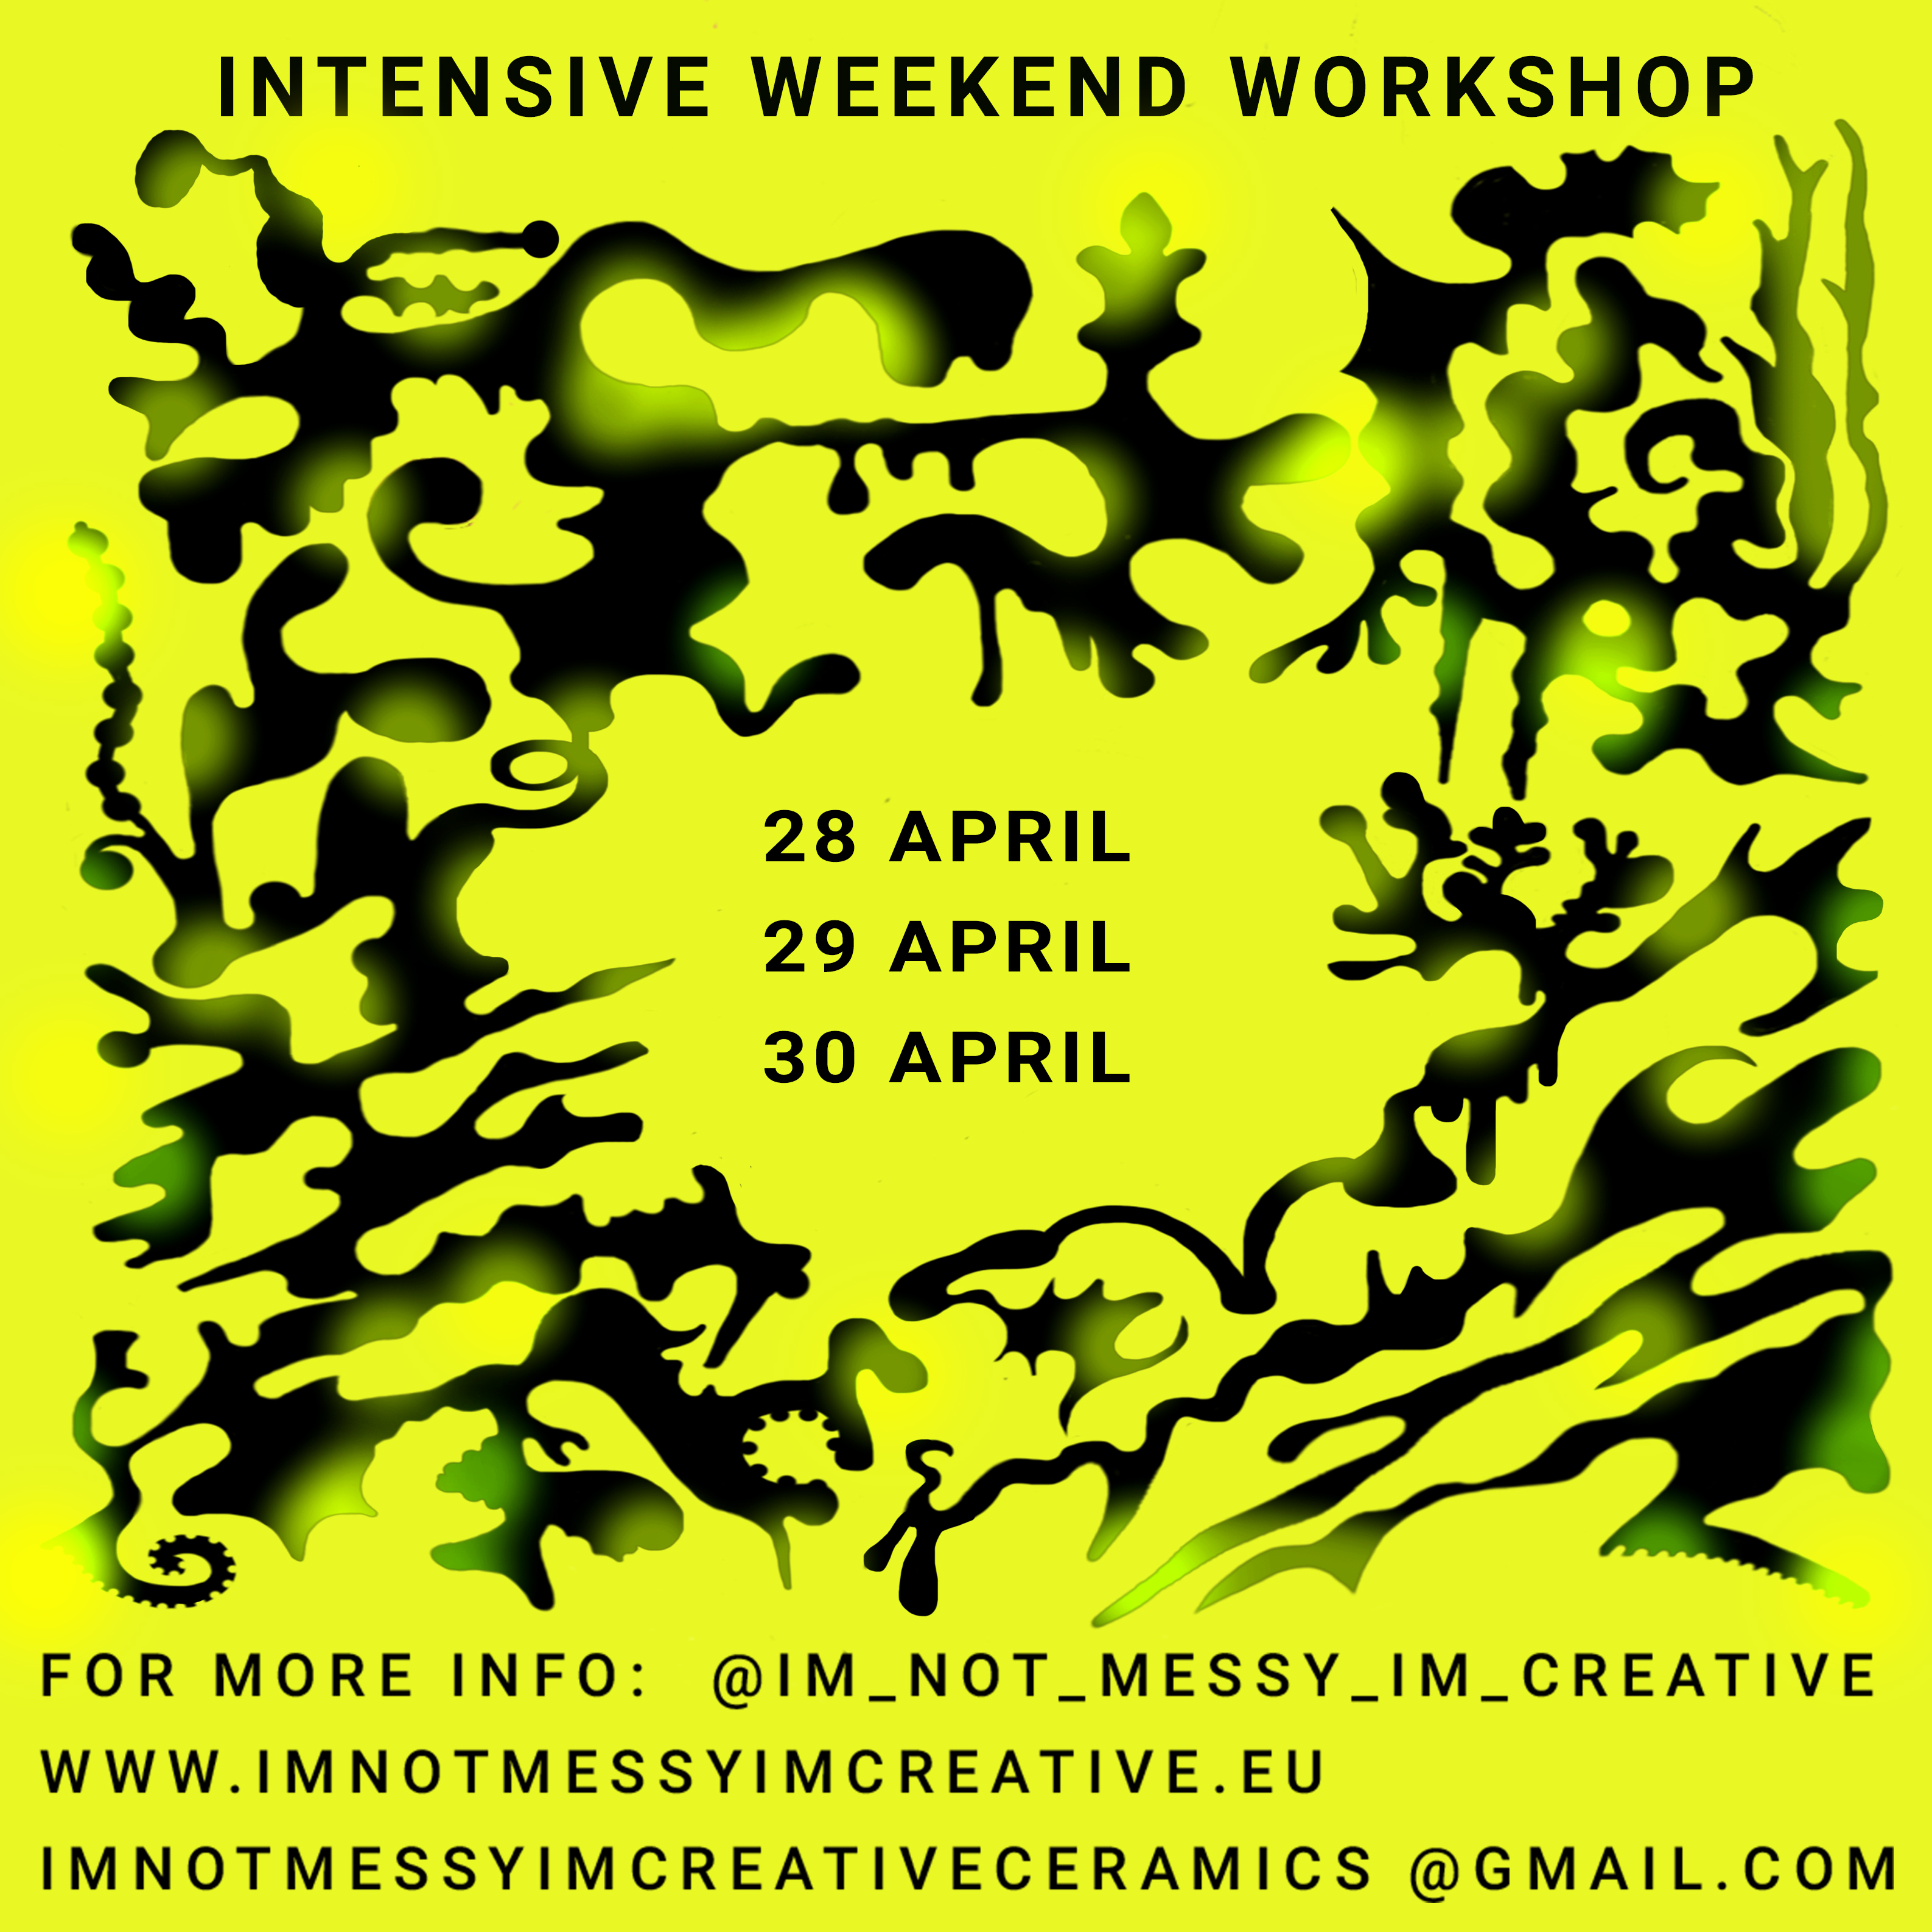 INTENSIVE WEEKEND WORKSHOP
28 APRIL
29 APRIL
30 APRIL
FOR MORE INFO: @IM_NOT_MESSY_IM_CREATIVE
WWW.IMNOTMESSYIMCREATIVE.EU
IMNOTMESSYIMCREATIVECERAMICS @GMAIL.COM